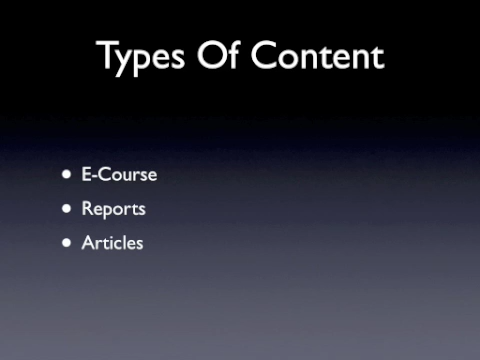 Types Of Content
• E-Course
• Reports
• Articles